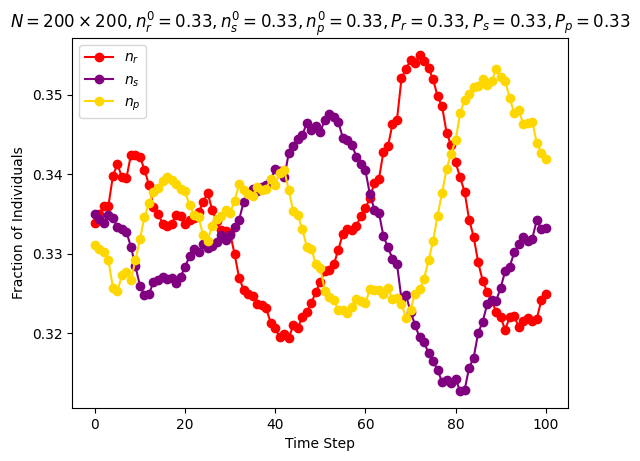 N = 200 × 200, n_r^0 = 0.33, n_s^0 = 0.33, n_p^0 = 0.33, P_r = 0.33, P_s = 0.33, P_p = 0.33
n_r
n_s
n_p
0.35
0.34
0.33
0.32
Fraction of Individuals
0 20 40 60 80 100
Time Step